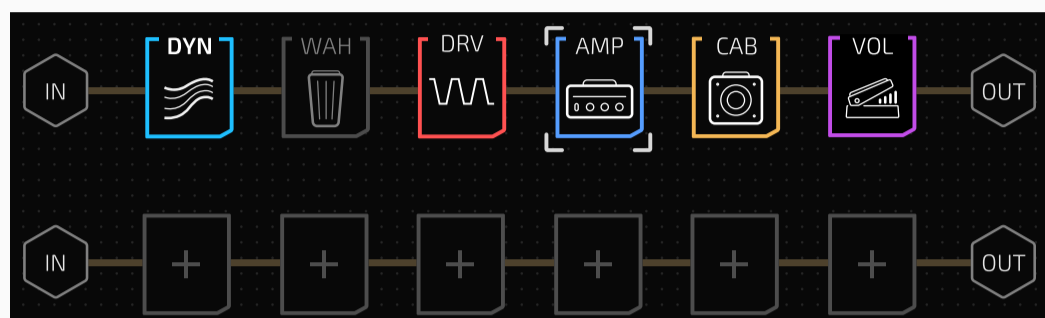 IN DYN WAH DRV AMP CAB VOL OUT
IN + + + + + + OUT